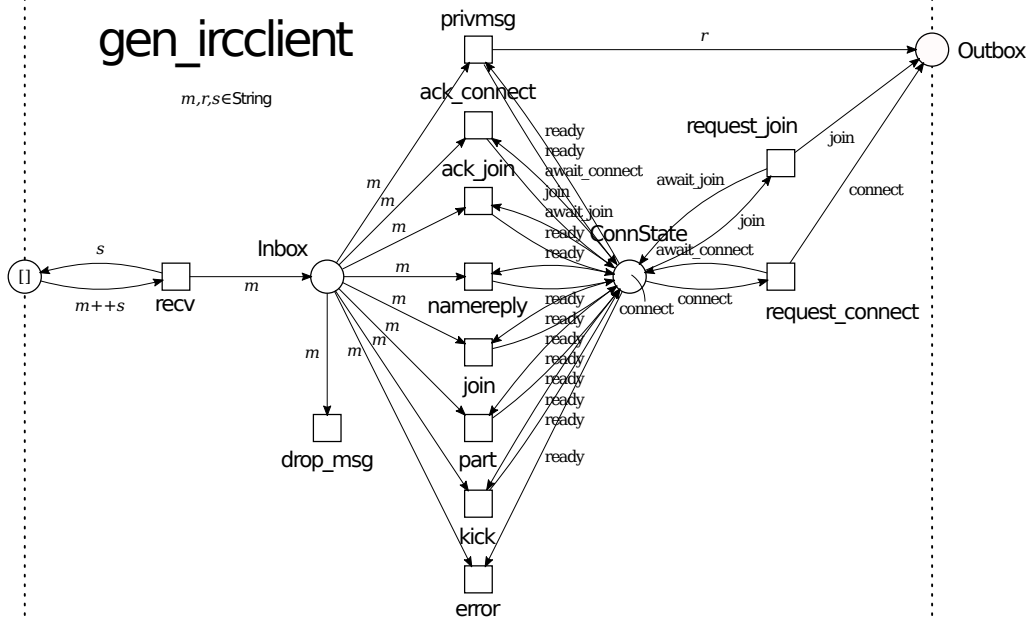 privmsg
gen_ircclient
r
Outbox
m,r,s∈String
ack_connect
ready
request_join
ready
join
ack_join
await_connect
m
await_join
m
join
connect
await_join
m
join
ready
ConnState
s
Inbox
ready
await_connect
[]
m
m
m++s
recv
namereply
connect
connect
request_connect
m
ready
ready
m
m
m
m
ready
join
ready
ready
ready
ready
drop_msg
part
ready
kick
error